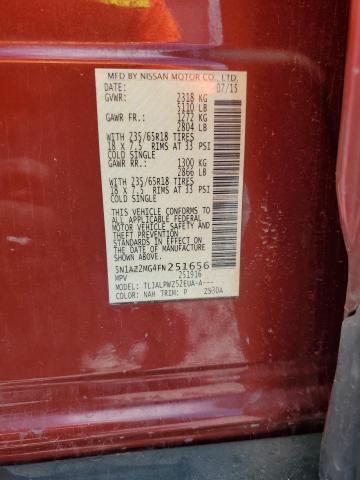 MFD BY NISSAN MOTOR CO., LTD.
DATE: 07/15
GVWR: 2318 KG
5110 LB
GAWR FR.: 1272 KG
2804 LB
WITH 235/65R18 TIRES
18 X 7.5 RIMS AT 33 PSI
COLD SINGLE
GAWR RR.: 1300 KG
2866 LB
WITH 235/65R18 TIRES
18 X 7.5 RIMS AT 33 PSI
COLD SINGLE
THIS VEHICLE CONFORMS TO
ALL APPLICABLE FEDERAL
MOTOR VEHICLE SAFETY AND
THEFT PREVENTION
STANDARDS IN EFFECT ON
THE DATE OF MANUFACTURE
SHOWN ABOVE.
5N1AZ2MG4FN251656
MPV 251916
MODEL: TLJALPWZ52EUA-A---
COLOR: NAH TRIM: P